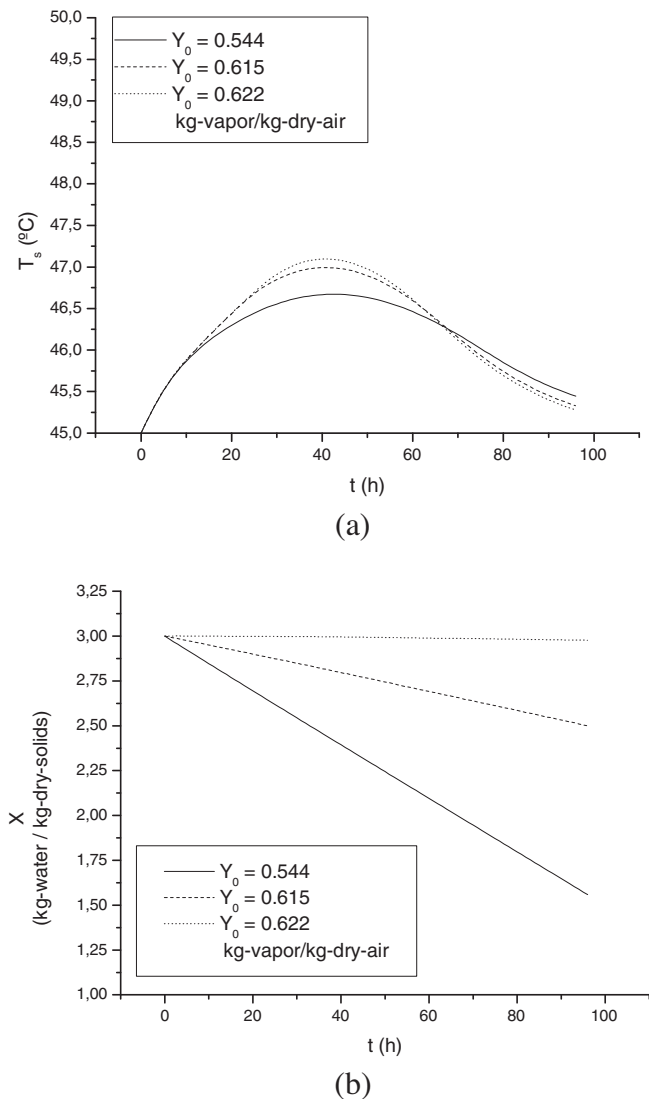 50,0
49,5
49,0
48,5
48,0
47,5
47,0
46,5
46,0
45,5
45,0
T_s (ºC)
Y_0 = 0.544
Y_0 = 0.615
Y_0 = 0.622
kg-vapor/kg-dry-air
0 20 40 60 80 100
t (h)
(a)
3,25
3,00
2,75
2,50
2,25
2,00
1,75
1,50
1,25
1,00
X
(kg-water / kg-dry-solids)
Y_0 = 0.544
Y_0 = 0.615
Y_0 = 0.622
kg-vapor/kg-dry-air
0 20 40 60 80 100
t (h)
(b)